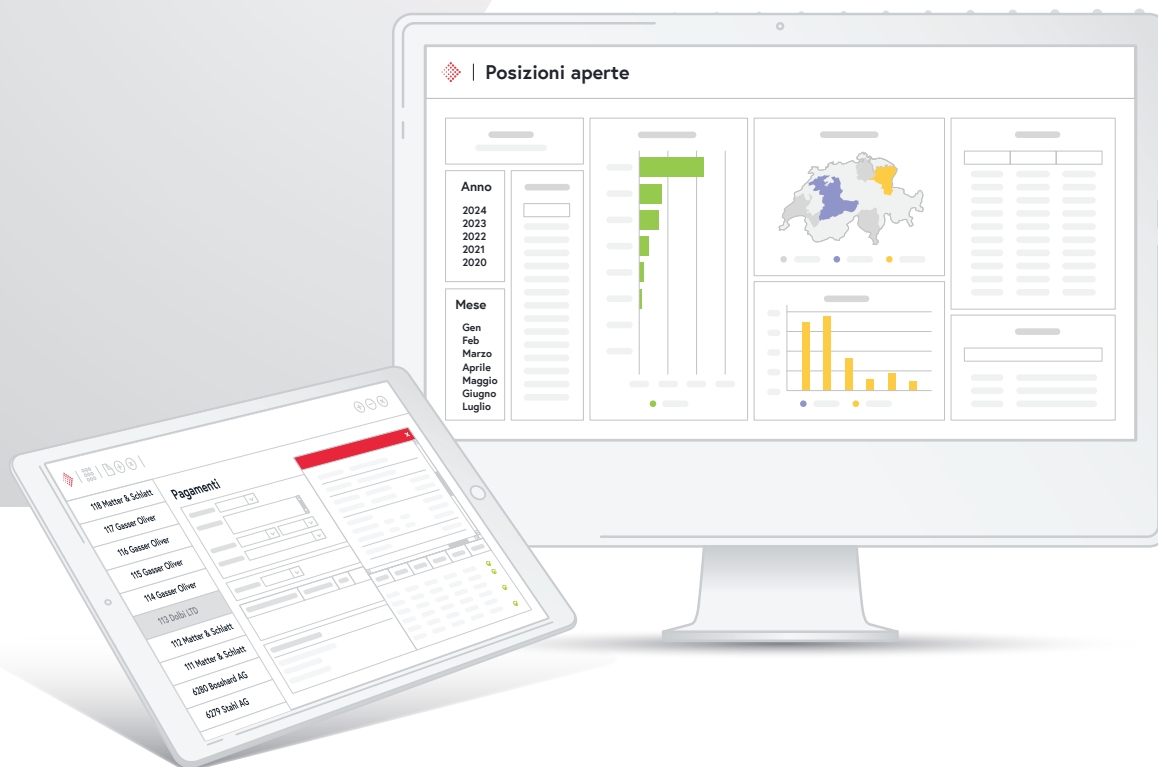 Posizioni aperte
Anno
2024
2023
2022
2021
2020
Mese
Gen
Feb
Marzo
Aprile
Maggio
Giugno
Luglio
Pagamenti
118 Matter & Schlatt
117 Gasser Oliver
116 Gasser Oliver
115 Gasser Oliver
114 Gasser Oliver
113 Dolbi LTD
112 Matter & Schlatt
111 Matter & Schlatt
6280 Bosshard AG
6279 Stahl AG